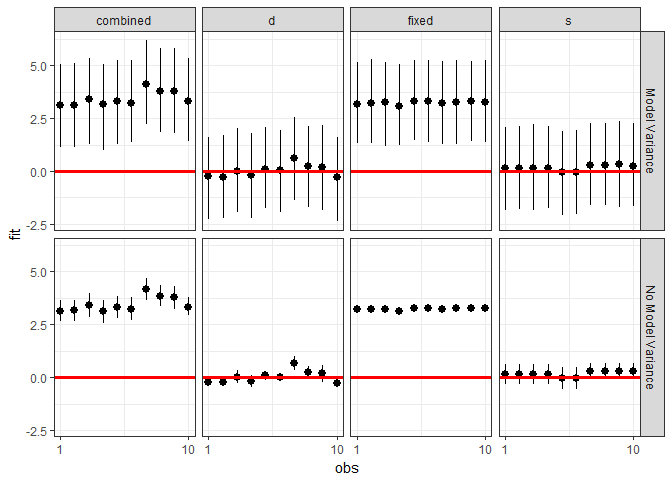 combined d fixed s
5.0
2.5
0.0
-2.5
Model Variance
5.0
2.5
0.0
-2.5
No Model Variance
fit
1 10 1 10 1 10 1 10
obs